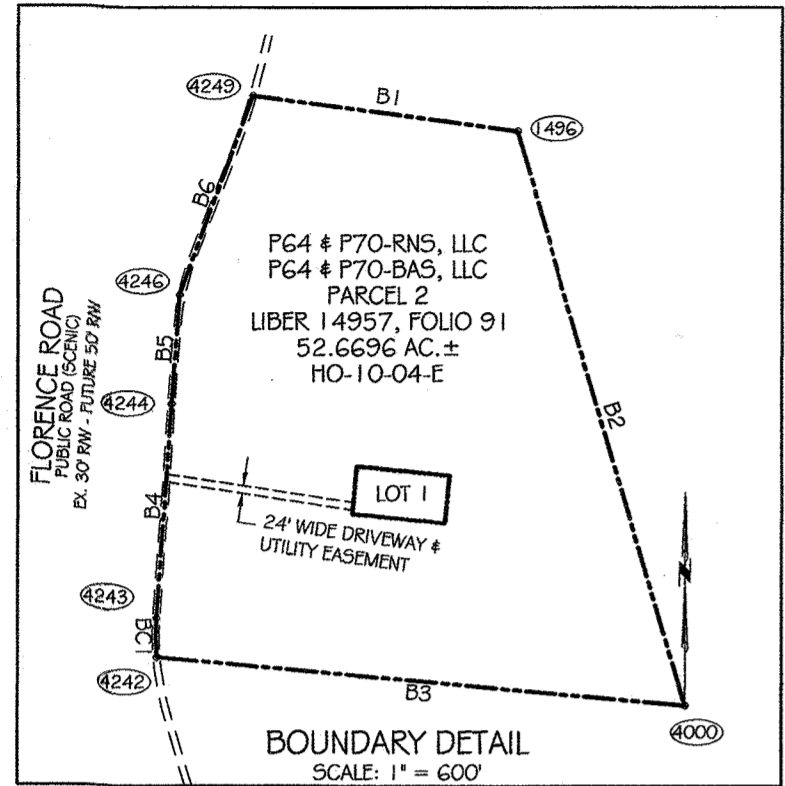 4249
B1
1496
B6
P64 & P70-RNS, LLC
P64 & P70-BAS, LLC
PARCEL 2
LIBER 14957, FOLIO 91
52.6696 AC.±
HO-10-04-E
4246
FLORENCE ROAD
PUBLIC ROAD (SCENIC)
EX. 30' R/W - FUTURE 50' R/W
B5
4244
B2
B4
LOT 1
24' WIDE DRIVEWAY &
UTILITY EASEMENT
N
4243
BC1
4242
B3
4000
BOUNDARY DETAIL
SCALE: 1" = 600'